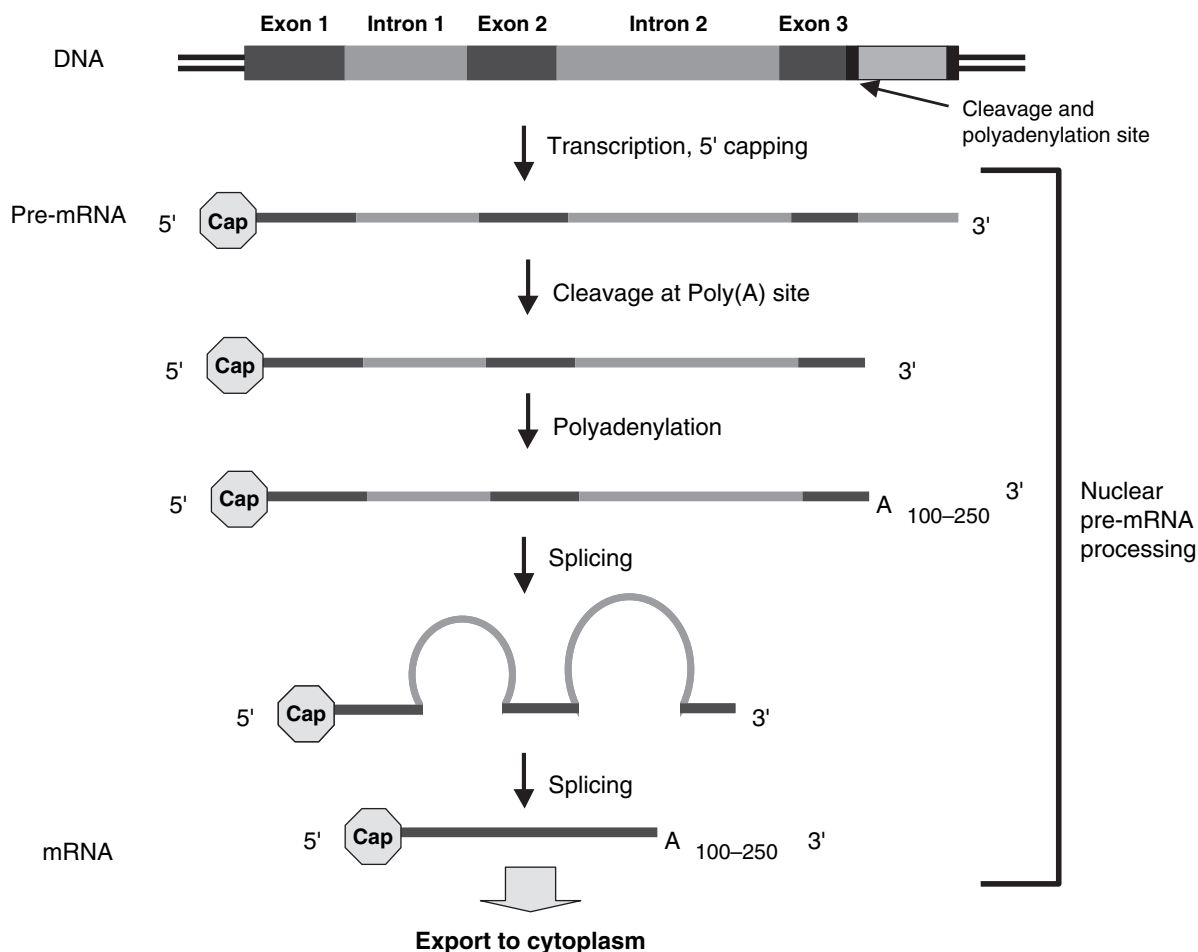 Exon 1 Intron 1 Exon 2 Intron 2 Exon 3
DNA
Cleavage and
polyadenylation site
Transcription, 5' capping
Pre-mRNA 5' Cap 3'
Cleavage at Poly(A) site
5' Cap 3'
Polyadenylation
5' Cap A 100–250 3'
Nuclear
pre-mRNA
processing
Splicing
5' Cap 3'
Splicing
mRNA 5' Cap A 100–250 3'
Export to cytoplasm